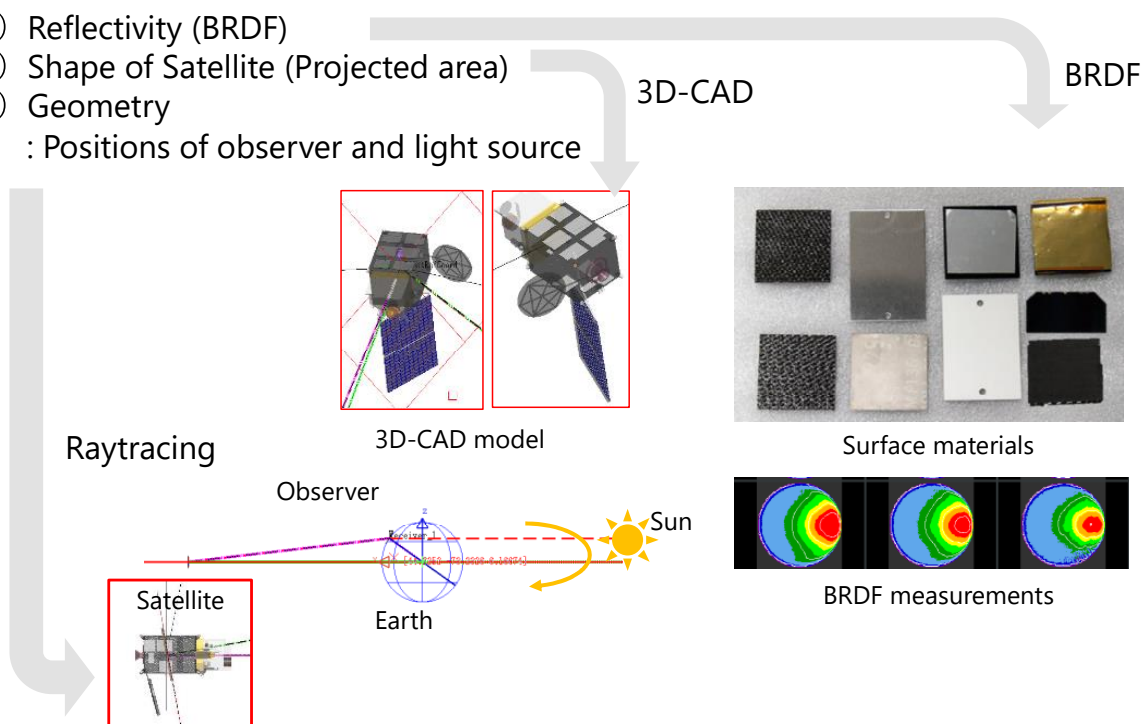 Reflectivity (BRDF)
Shape of Satellite (Projected area)
Geometry
: Positions of observer and light source
3D-CAD
BRDF
3D-CAD model
Surface materials
Raytracing
Observer
Sun
z
Satellite
Earth
BRDF measurements